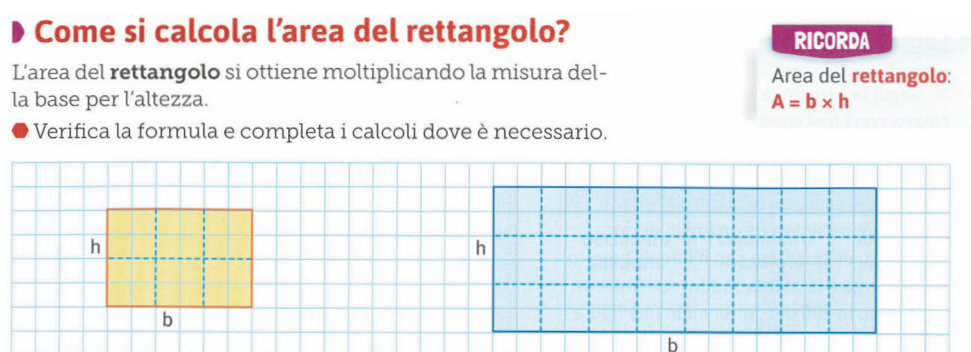 Come si calcola l'area del rettangolo?
L'area del rettangolo si ottiene moltiplicando la misura del-
la base per l'altezza.
Verifica la formula e completa i calcoli dove è necessario.
RICORDA
Area del rettangolo:
A = b × h
h
b
h
b